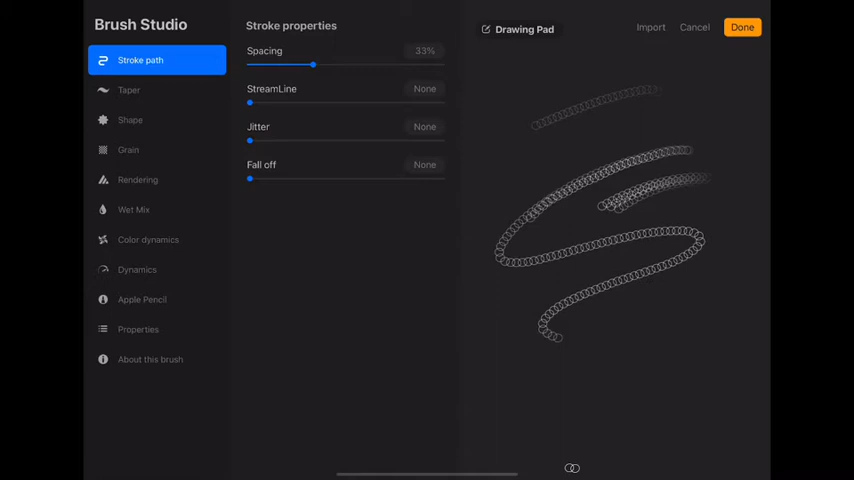 Brush Studio
Stroke path
Taper
Shape
Grain
Rendering
Wet Mix
Color dynamics
Dynamics
Apple Pencil
Properties
About this brush
Stroke properties
Spacing 33%
StreamLine None
Jitter None
Fall off None
Drawing Pad
Import Cancel Done